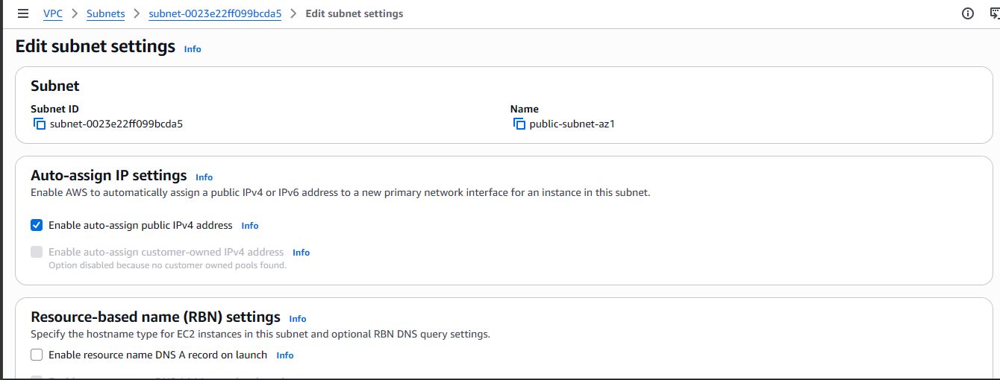 VPC > Subnets > subnet-0023e22ff099bcda5 > Edit subnet settings
Edit subnet settings Info
Subnet
Subnet ID Name
subnet-0023e22ff099bcda5 public-subnet-az1
Auto-assign IP settings Info
Enable AWS to automatically assign a public IPv4 or IPv6 address to a new primary network interface for an instance in this subnet.
Enable auto-assign public IPv4 address Info
Enable auto-assign customer-owned IPv4 address Info
Option disabled because no customer owned pools found.
Resource-based name (RBN) settings Info
Specify the hostname type for EC2 instances in this subnet and optional RBN DNS query settings.
Enable resource name DNS A record on launch Info